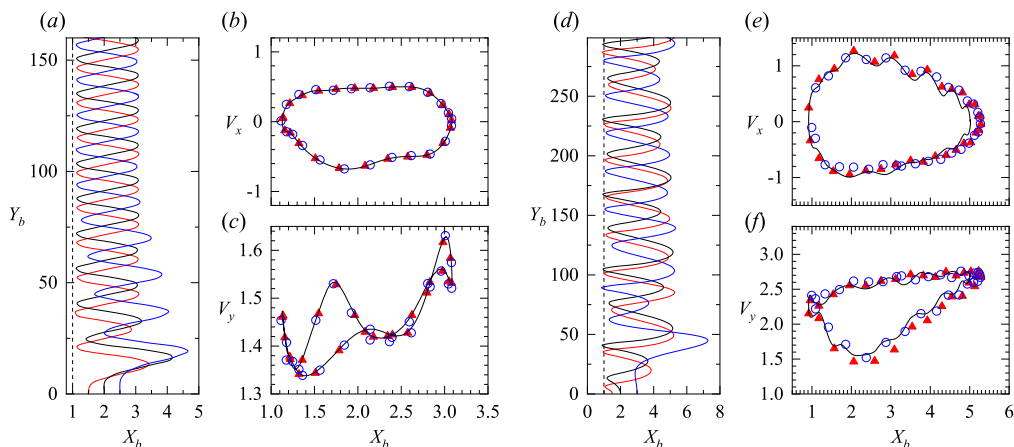 (a)
150
100
Y_b
50
0
1 2 3 4 5
X_b
(b)
1
V_x 0
-1
(c)
1.6
1.5
V_y
1.4
1.3
1.0 1.5 2.0 2.5 3.0 3.5
X_b
(d)
250
200
Y_b 150
100
50
0
0 2 4 6 8
X_b
(e)
1
V_x 0
-1
(f)
3.0
2.5
V_y 2.0
1.5
1.0
1 2 3 4 5 6
X_b